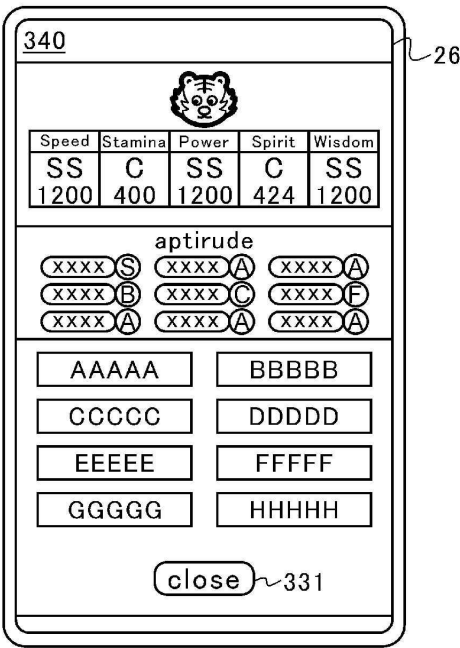 340
26
Speed Stamina Power Spirit Wisdom
SS C SS C SS
1200 400 1200 424 1200
aptirude
xxxx S xxxx A xxxx A
xxxx B xxxx C xxxx F
xxxx A xxxx A xxxx A
AAAAA BBBBB
CCCCC DDDDD
EEEEE FFFFF
GGGGG HHHHH
close 331